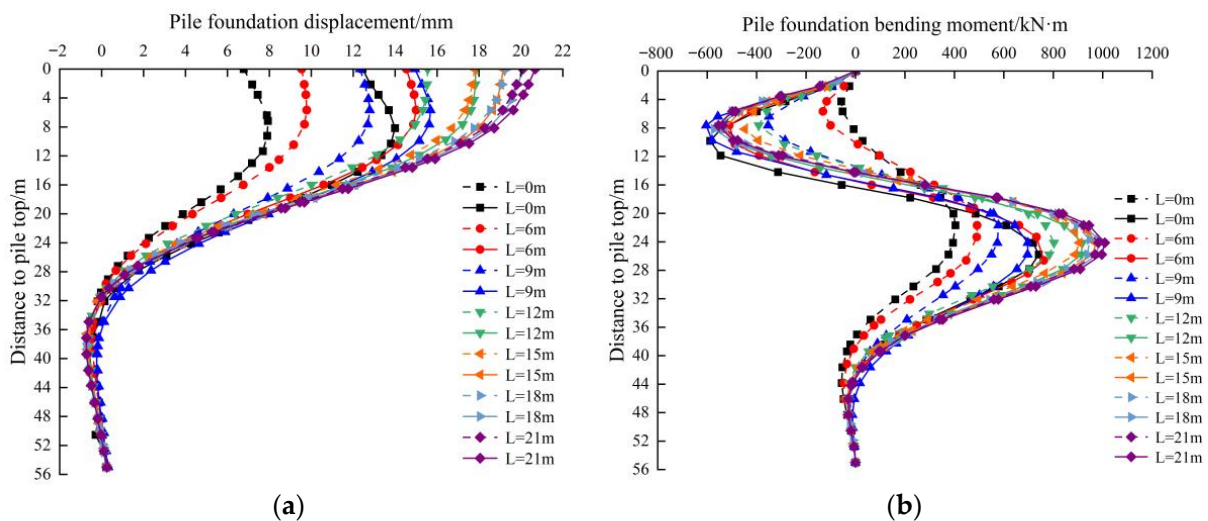 Pile foundation displacement/mm
−2 0 2 4 6 8 10 12 14 16 18 20 22
Distance to pile top/m
0
4
8
12
16
20
24
28
32
36
40
44
48
52
56
L=0m
L=0m
L=6m
L=6m
L=9m
L=9m
L=12m
L=12m
L=15m
L=15m
L=18m
L=18m
L=21m
L=21m
(a)
Pile foundation bending moment/kN·m
−800 −600 −400 −200 0 200 400 600 800 1000 1200
Distance to pile top/m
0
4
8
12
16
20
24
28
32
36
40
44
48
52
56
L=0m
L=0m
L=6m
L=6m
L=9m
L=9m
L=12m
L=12m
L=15m
L=15m
L=18m
L=18m
L=21m
L=21m
(b)